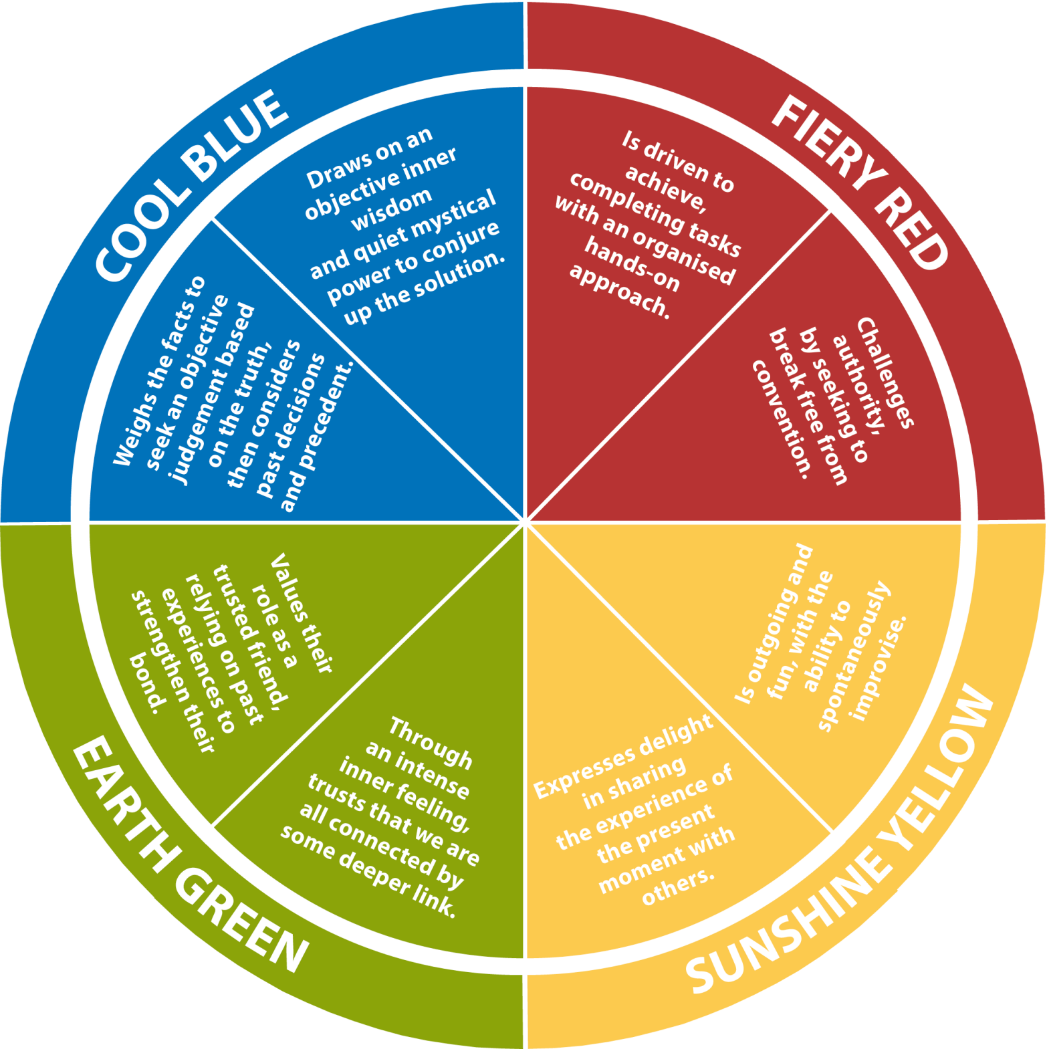 COOL BLUE
Draws on an
objective inner
wisdom
and quiet mystical
power to conjure
up the solution.
Weighs the facts to
seek an objective
judgement based
on the truth,
then considers
past decisions
and precedent.
FIERY RED
Is driven to
achieve,
completing tasks
with an organised
hands-on
approach.
Challenges
authority,
by seeking to
break free from
convention.
SUNSHINE YELLOW
Is outgoing and
fun, with the
ability to
spontaneously
improvise.
Expresses delight
in sharing
the experience of
the present
moment with
others.
EARTH GREEN
Through
an intense
inner feeling,
trusts that we are
all connected by
some deeper link.
Values their
role as a
trusted friend,
relying on past
experiences to
strengthen their
bond.